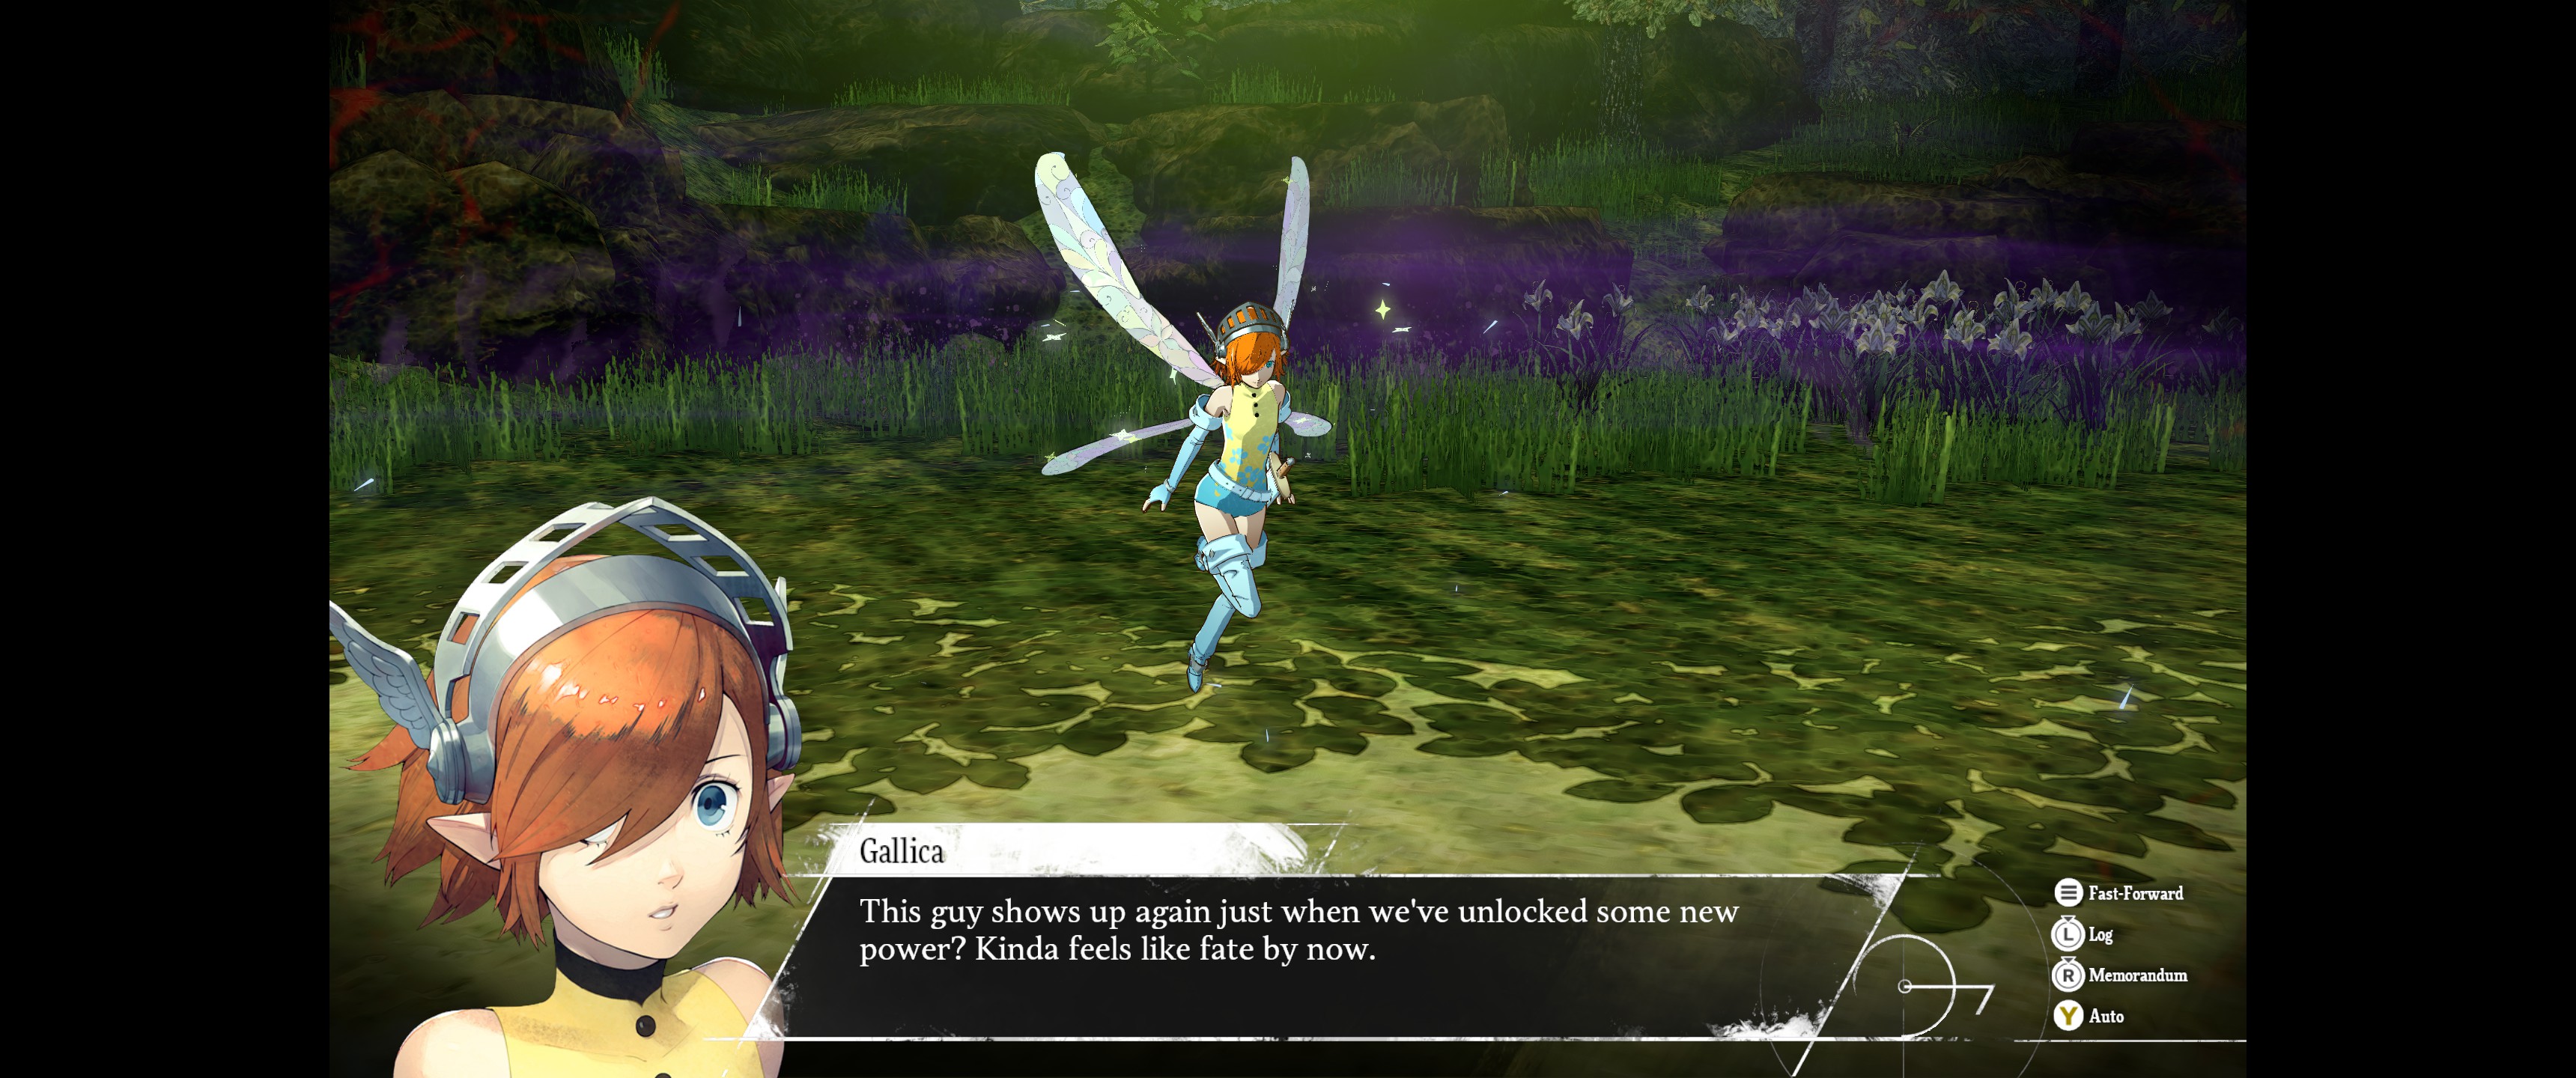 Gallica
This guy shows up again just when we've unlocked some new
power? Kinda feels like fate by now.
Fast-Forward
L Log
R Memorandum
Y Auto